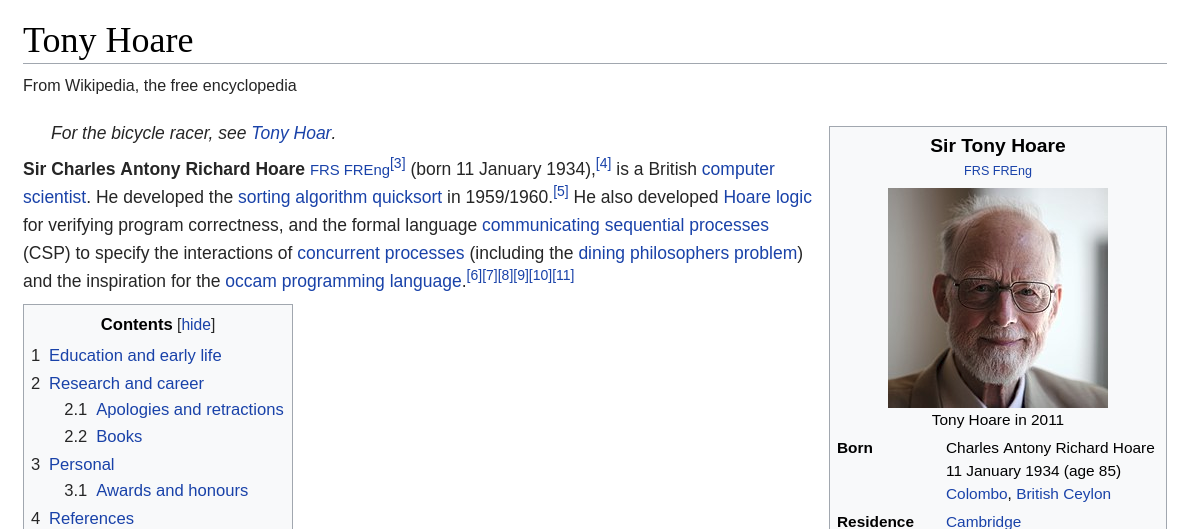 Tony Hoare
From Wikipedia, the free encyclopedia
For the bicycle racer, see Tony Hoar.
Sir Charles Antony Richard Hoare FRS FREng[3] (born 11 January 1934),[4] is a British computer
scientist. He developed the sorting algorithm quicksort in 1959/1960.[5] He also developed Hoare logic
for verifying program correctness, and the formal language communicating sequential processes
(CSP) to specify the interactions of concurrent processes (including the dining philosophers problem)
and the inspiration for the occam programming language.[6][7][8][9][10][11]
Contents [hide]
1 Education and early life
2 Research and career
2.1 Apologies and retractions
2.2 Books
3 Personal
3.1 Awards and honours
4 References
Sir Tony Hoare
FRS FREng
Tony Hoare in 2011
Born Charles Antony Richard Hoare
11 January 1934 (age 85)
Colombo, British Ceylon
Residence Cambridge